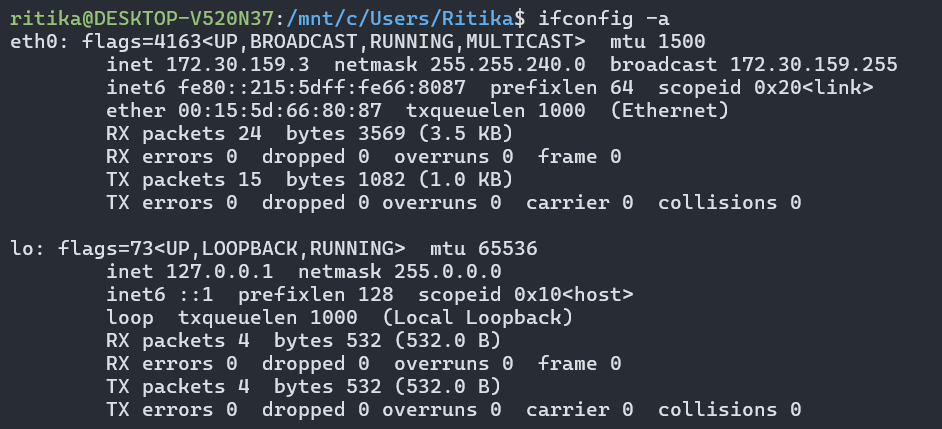 ritika@DESKTOP-V520N37:/mnt/c/Users/Ritika$ ifconfig -a
eth0: flags=4163<UP,BROADCAST,RUNNING,MULTICAST>  mtu 1500
        inet 172.30.159.3  netmask 255.255.240.0  broadcast 172.30.159.255
        inet6 fe80::215:5dff:fe66:8087  prefixlen 64  scopeid 0x20<link>
        ether 00:15:5d:66:80:87  txqueuelen 1000  (Ethernet)
        RX packets 24  bytes 3569 (3.5 KB)
        RX errors 0  dropped 0  overruns 0  frame 0
        TX packets 15  bytes 1082 (1.0 KB)
        TX errors 0  dropped 0 overruns 0  carrier 0  collisions 0

lo: flags=73<UP,LOOPBACK,RUNNING>  mtu 65536
        inet 127.0.0.1  netmask 255.0.0.0
        inet6 ::1  prefixlen 128  scopeid 0x10<host>
        loop  txqueuelen 1000  (Local Loopback)
        RX packets 4  bytes 532 (532.0 B)
        RX errors 0  dropped 0  overruns 0  frame 0
        TX packets 4  bytes 532 (532.0 B)
        TX errors 0  dropped 0 overruns 0  carrier 0  collisions 0